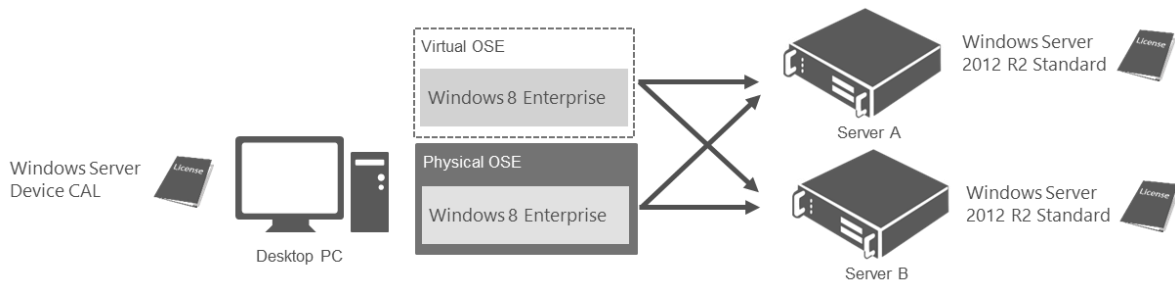 Windows Server
Device CAL
License
Desktop PC
Virtual OSE
Windows 8 Enterprise
Physical OSE
Windows 8 Enterprise
Server A
Windows Server
2012 R2 Standard
License
Server B
Windows Server
2012 R2 Standard
License